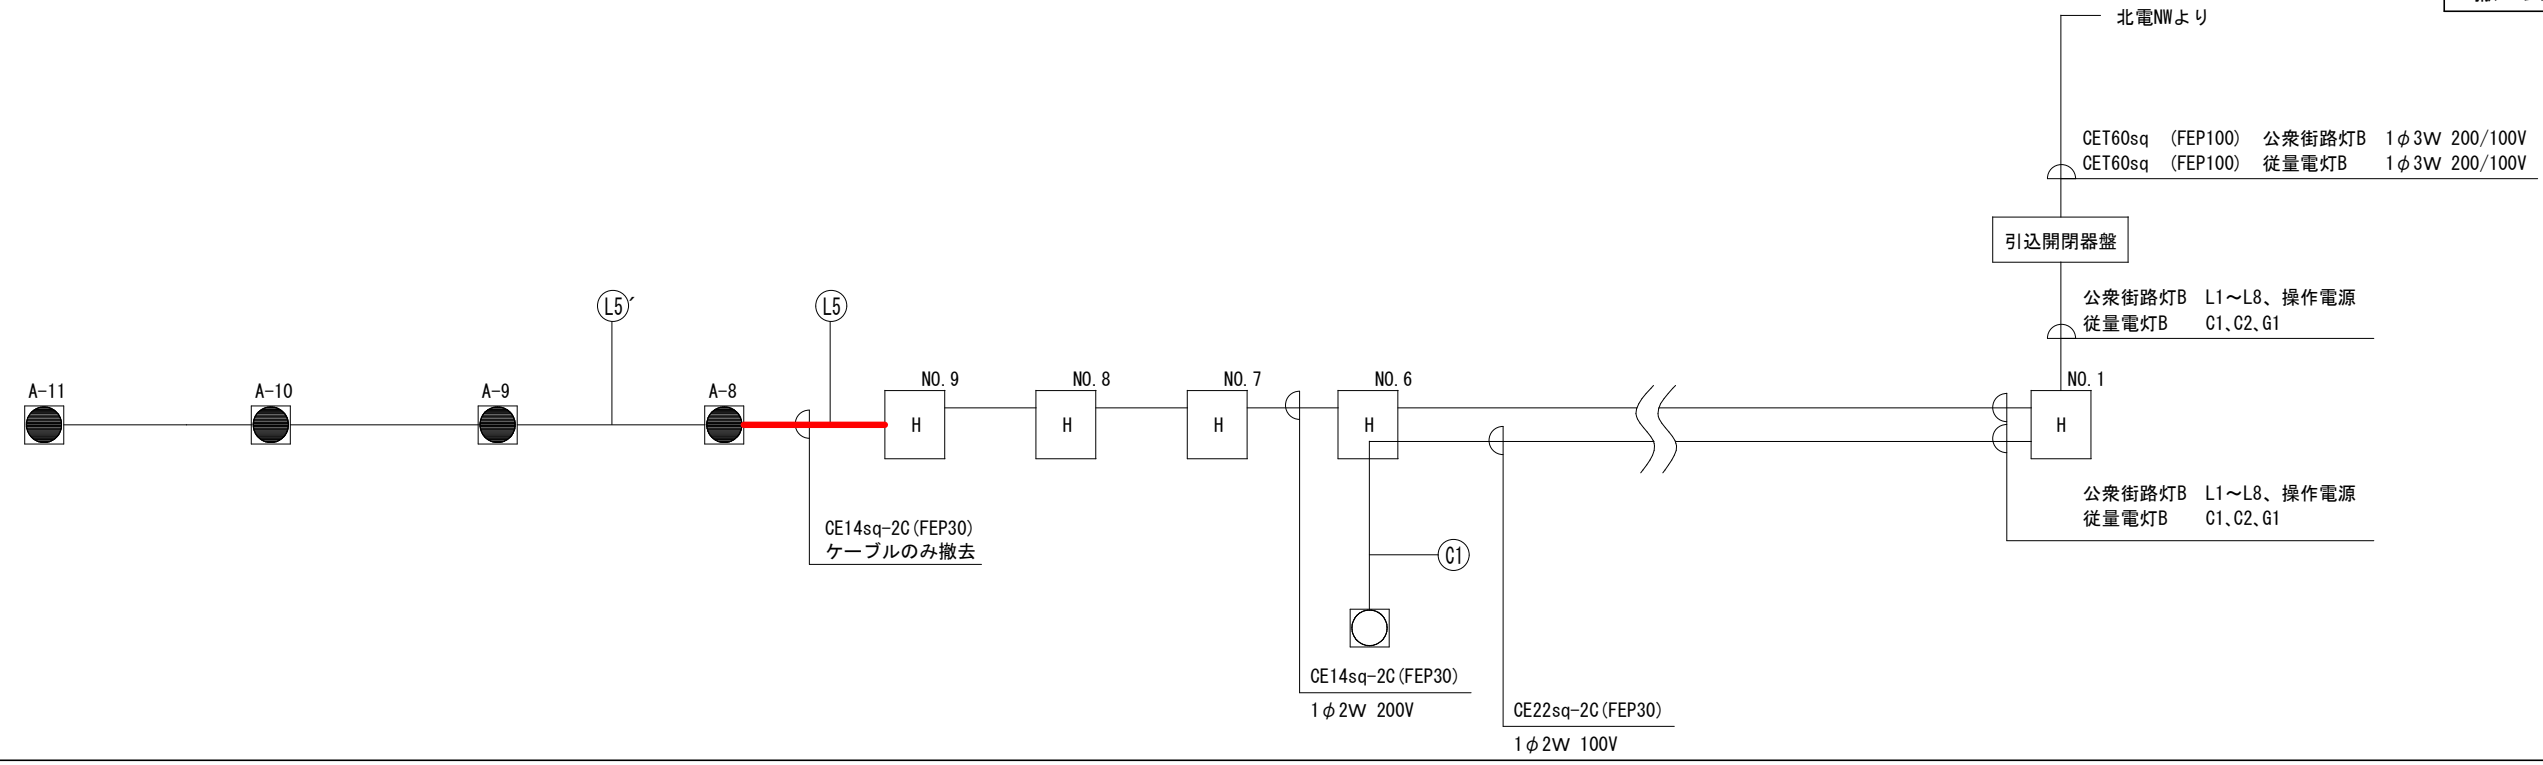 北電NWより
CET60sq (FEP100) 公衆街路灯B 1φ3W 200/100V
CET60sq (FEP100) 従量電灯B 1φ3W 200/100V
引込開閉器盤
公衆街路灯B L1～L8、操作電源
従量電灯B C1、C2、G1
L5´
L5
A-11
A-10
A-9
A-8
NO.9
NO.8
NO.7
NO.6
NO.1
H
H
H
H
H
公衆街路灯B L1～L8、操作電源
従量電灯B C1、C2、G1
CE14sq-2C(FEP30)
ケーブルのみ撤去
C1
CE14sq-2C(FEP30)
1φ2W 200V
CE22sq-2C(FEP30)
1φ2W 100V